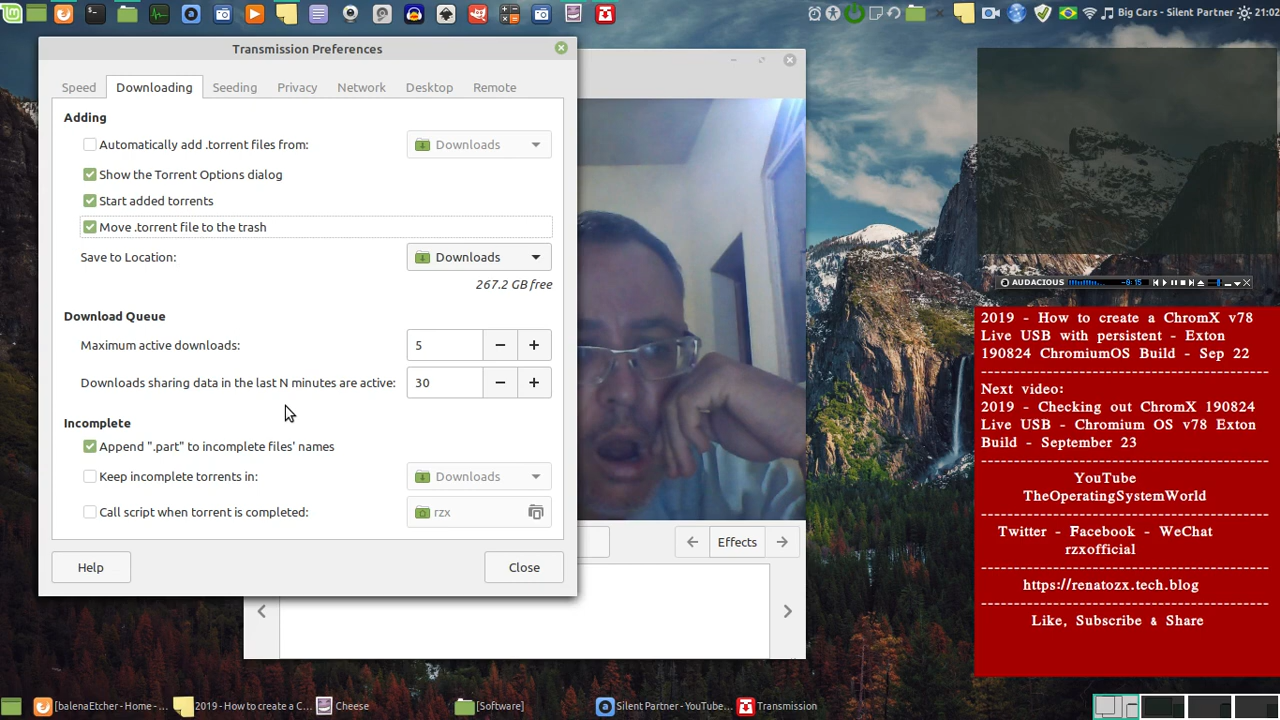 Big Cars - Silent Partner
21:02
Transmission Preferences
Speed
Downloading
Seeding
Privacy
Network
Desktop
Remote
Adding
Automatically add .torrent files from:
Downloads
Show the Torrent Options dialog
Start added torrents
Move .torrent file to the trash
Save to Location:
Downloads
267.2 GB free
Download Queue
Maximum active downloads:
5
Downloads sharing data in the last N minutes are active:
30
Incomplete
Append ".part" to incomplete files' names
Keep incomplete torrents in:
Downloads
Call script when torrent is completed:
rzx
Help
Close
Effects
AUDACIOUS
-0:15
2019 - How to create a ChromX v78
Live USB with persistent - Exton
190824 ChromiumOS Build - Sep 22
Next video:
2019 - Checking out ChromX 190824
Live USB - Chromium OS v78 Exton
Build - September 23
YouTube
TheOperatingSystemWorld
Twitter - Facebook - WeChat
rzxofficial
https://renatozx.tech.blog
Like, Subscribe & Share
[balenaEtcher - Home - ...
2019 - How to create a C...
Cheese
[Software]
Silent Partner - YouTube...
Transmission